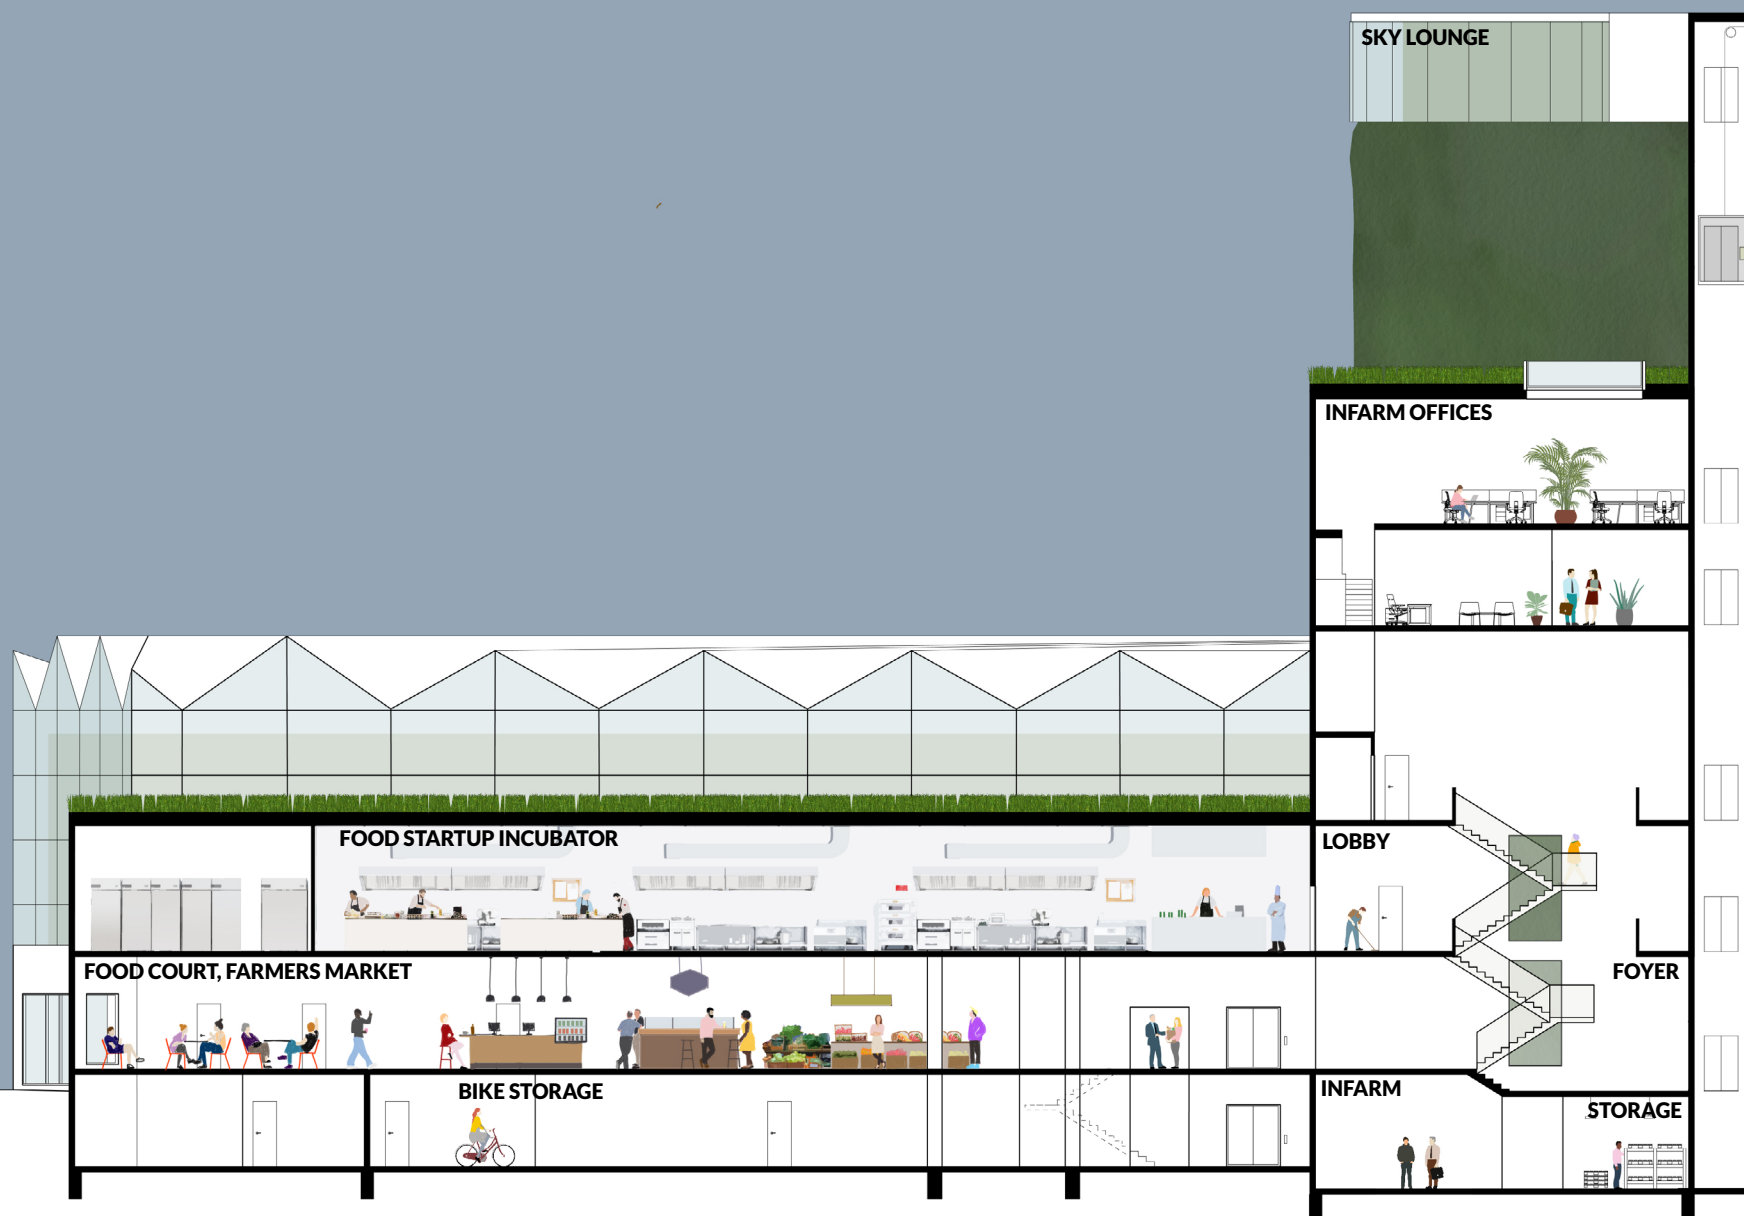 SKY LOUNGE
INFARM OFFICES
FOOD STARTUP INCUBATOR
LOBBY
FOOD COURT, FARMERS MARKET
FOYER
BIKE STORAGE
INFARM
STORAGE